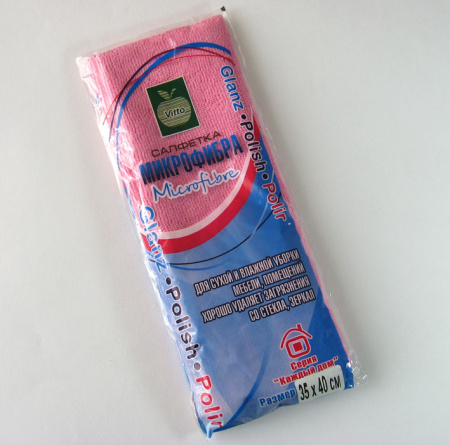 Vitto
САЛФЕТКА
МИКРОФИБРА
Microfibre
Glanz • Polish • Polir
Glanz • Polish • Polir
ДЛЯ СУХОЙ И ВЛАЖНОЙ УБОРКИ
МЕБЕЛИ, ПОМЕЩЕНИЙ
ХОРОШО УДАЛЯЕТ ЗАГРЯЗНЕНИЯ
СО СТЕКЛА, ЗЕРКАЛ
Серия
"Каждый дом"
Размер 35 х 40 см